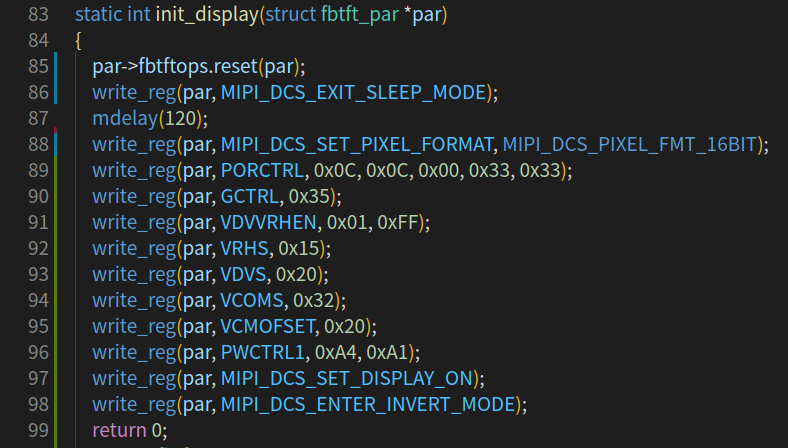 83 static int init_display(struct fbtft_par *par)
84 {
85 par->fbtftops.reset(par);
86 write_reg(par, MIPI_DCS_EXIT_SLEEP_MODE);
87 mdelay(120);
88 write_reg(par, MIPI_DCS_SET_PIXEL_FORMAT, MIPI_DCS_PIXEL_FMT_16BIT);
89 write_reg(par, PORCTRL, 0x0C, 0x0C, 0x00, 0x33, 0x33);
90 write_reg(par, GCTRL, 0x35);
91 write_reg(par, VDVVRHEN, 0x01, 0xFF);
92 write_reg(par, VRHS, 0x15);
93 write_reg(par, VDVS, 0x20);
94 write_reg(par, VCOMS, 0x32);
95 write_reg(par, VCMOFSET, 0x20);
96 write_reg(par, PWCTRL1, 0xA4, 0xA1);
97 write_reg(par, MIPI_DCS_SET_DISPLAY_ON);
98 write_reg(par, MIPI_DCS_ENTER_INVERT_MODE);
99 return 0;